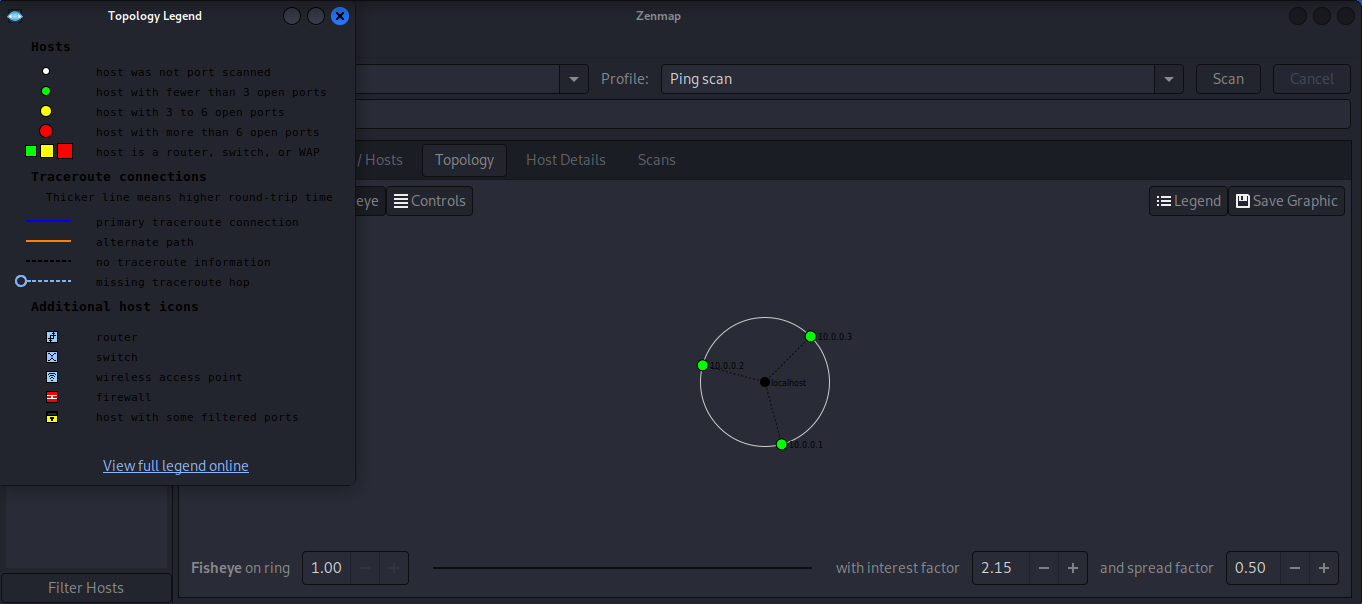 Topology Legend
Zenmap
Hosts
host was not port scanned
host with fewer than 3 open ports
host with 3 to 6 open ports
host with more than 6 open ports
host is a router, switch, or WAP
Traceroute connections
Thicker line means higher round-trip time
primary traceroute connection
alternate path
no traceroute information
missing traceroute hop
Additional host icons
router
switch
wireless access point
firewall
host with some filtered ports
View full legend online
Profile: Ping scan Scan Cancel
/ Hosts Topology Host Details Scans
eye Controls Legend Save Graphic
10.0.0.3
10.0.0.2
localhost
10.0.0.1
Fisheye on ring 1.00 with interest factor 2.15 and spread factor 0.50
Filter Hosts